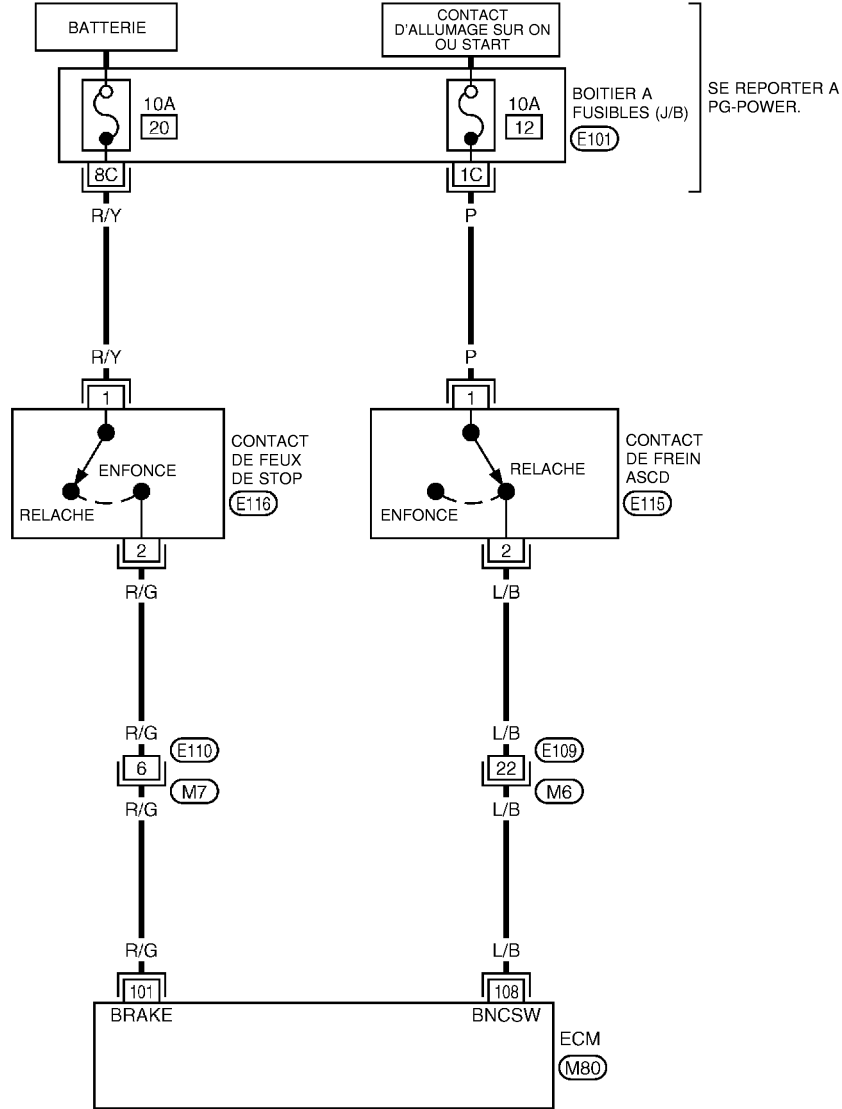 BATTERIE
CONTACT
D'ALLUMAGE SUR ON
OU START
10A
20
10A
12
BOITIER A
FUSIBLES (J/B)
E101
SE REPORTER A
PG-POWER.
8C
1C
R/Y
P
R/Y
P
1
1
ENFONCE
RELACHE
CONTACT
DE FEUX
DE STOP
E116
RELACHE
ENFONCE
CONTACT
DE FREIN
ASCD
E115
2
2
R/G
L/B
R/G
L/B
E110
E109
6
22
M7
M6
R/G
L/B
R/G
L/B
101
108
BRAKE
BNCSW
ECM
M80